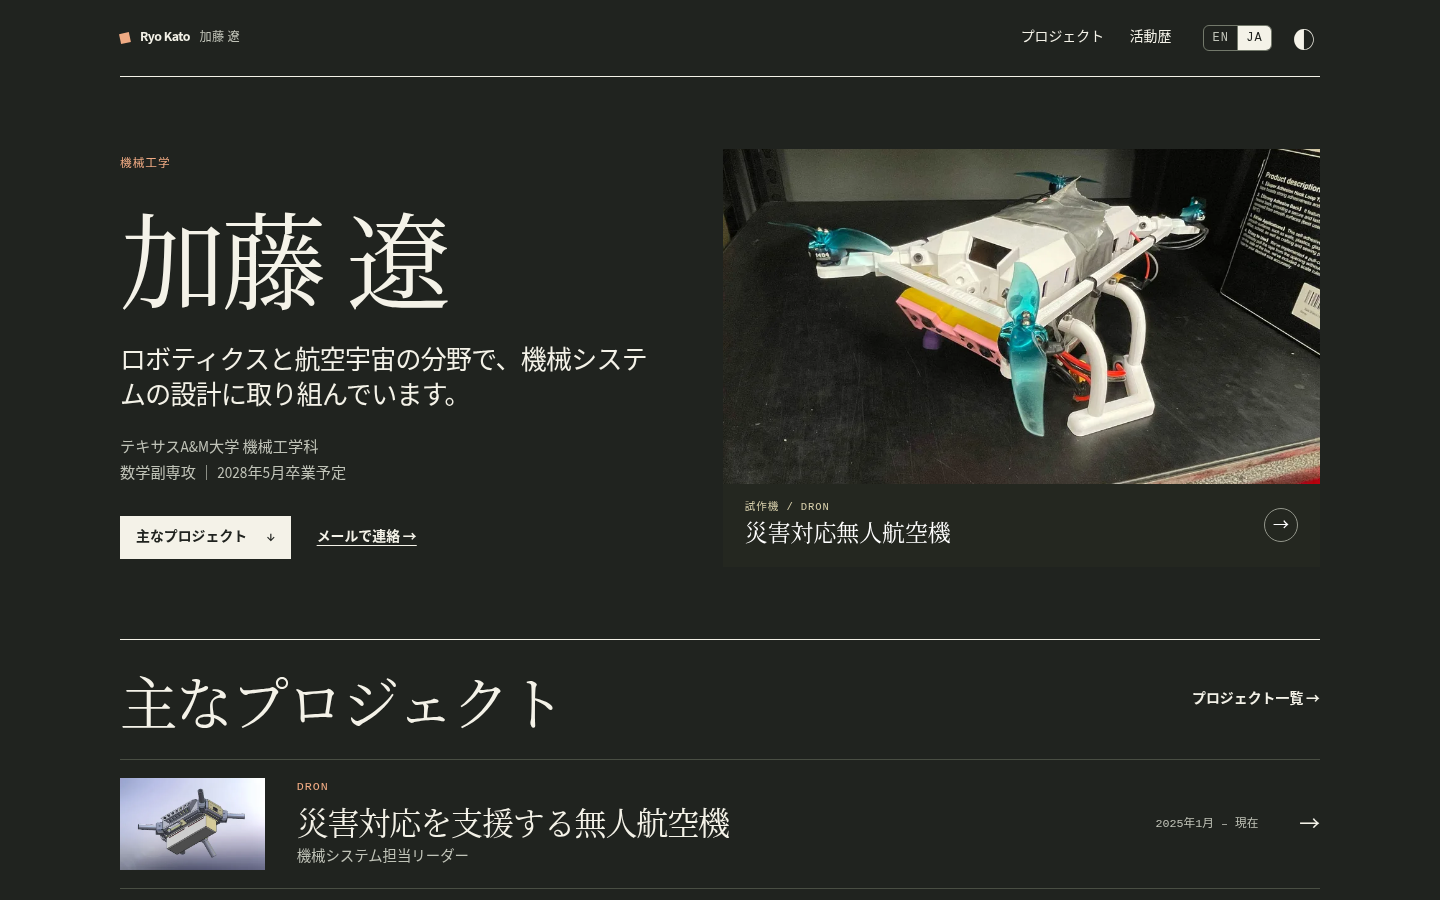 Ryo Kato 加藤 遼
プロジェクト 活動歴 EN JA
機械工学
加藤 遼
ロボティクスと航空宇宙の分野で、機械システ
ムの設計に取り組んでいます。
テキサスA&M大学 機械工学科
数学副専攻 | 2028年5月卒業予定
主なプロジェクト ↓ メールで連絡→
Product description
試作機 / DRON
災害対応無人航空機 →
主なプロジェクト
プロジェクト一覧→
DRON
災害対応を支援する無人航空機
機械システム担当リーダー
2025年1月 – 現在 →